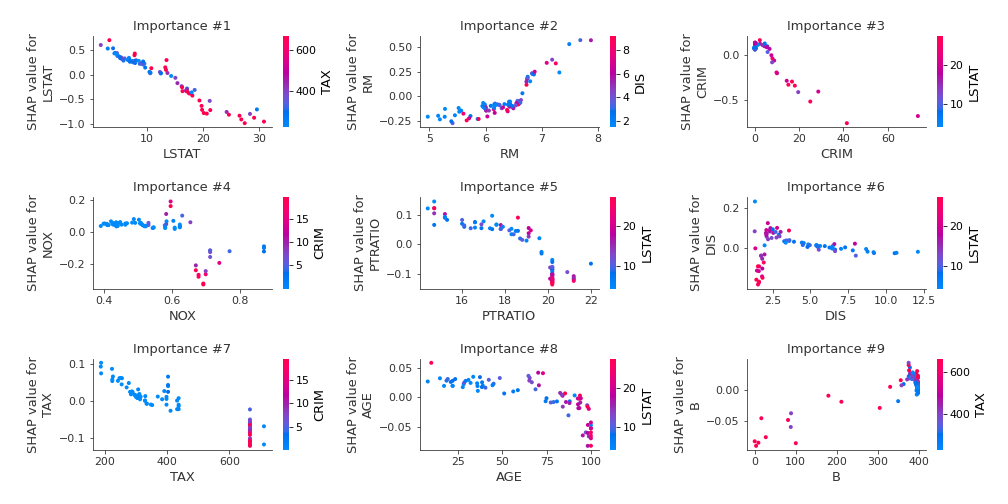 Importance #1
Importance #2
Importance #3
SHAP value for
LSTAT
0.5
0.0
−0.5
−1.0
10
20
30
LSTAT
600
400
TAX
SHAP value for
RM
0.50
0.25
0.00
−0.25
5
6
7
8
RM
8
6
4
2
DIS
SHAP value for
CRIM
0.0
−0.5
0
20
40
60
CRIM
20
10
LSTAT
Importance #4
Importance #5
Importance #6
SHAP value for
NOX
0.2
0.0
−0.2
0.4
0.6
0.8
NOX
15
10
5
CRIM
SHAP value for
PTRATIO
0.1
0.0
−0.1
16
18
20
22
PTRATIO
20
10
LSTAT
SHAP value for
DIS
0.2
0.0
2.5
5.0
7.5
10.0
12.5
DIS
20
10
LSTAT
Importance #7
Importance #8
Importance #9
SHAP value for
TAX
0.1
0.0
−0.1
200
400
600
TAX
15
10
5
CRIM
SHAP value for
AGE
0.05
0.00
−0.05
25
50
75
100
AGE
20
10
LSTAT
SHAP value for
B
0.00
−0.05
0
100
200
300
400
B
600
400
TAX